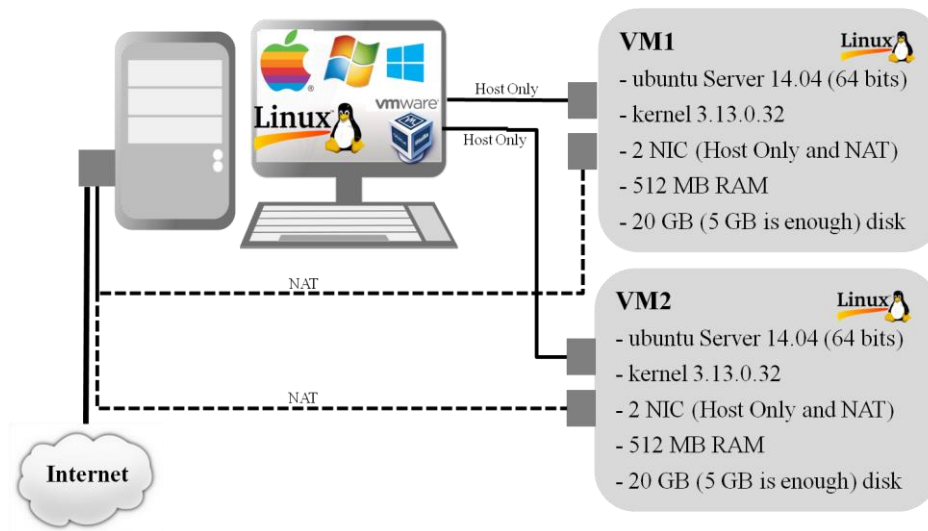 Linux
vmware
Host Only
Host Only
NAT
NAT
Internet
VM1
Linux
- ubuntu Server 14.04 (64 bits)
- kernel 3.13.0.32
- 2 NIC (Host Only and NAT)
- 512 MB RAM
- 20 GB (5 GB is enough) disk
VM2
Linux
- ubuntu Server 14.04 (64 bits)
- kernel 3.13.0.32
- 2 NIC (Host Only and NAT)
- 512 MB RAM
- 20 GB (5 GB is enough) disk